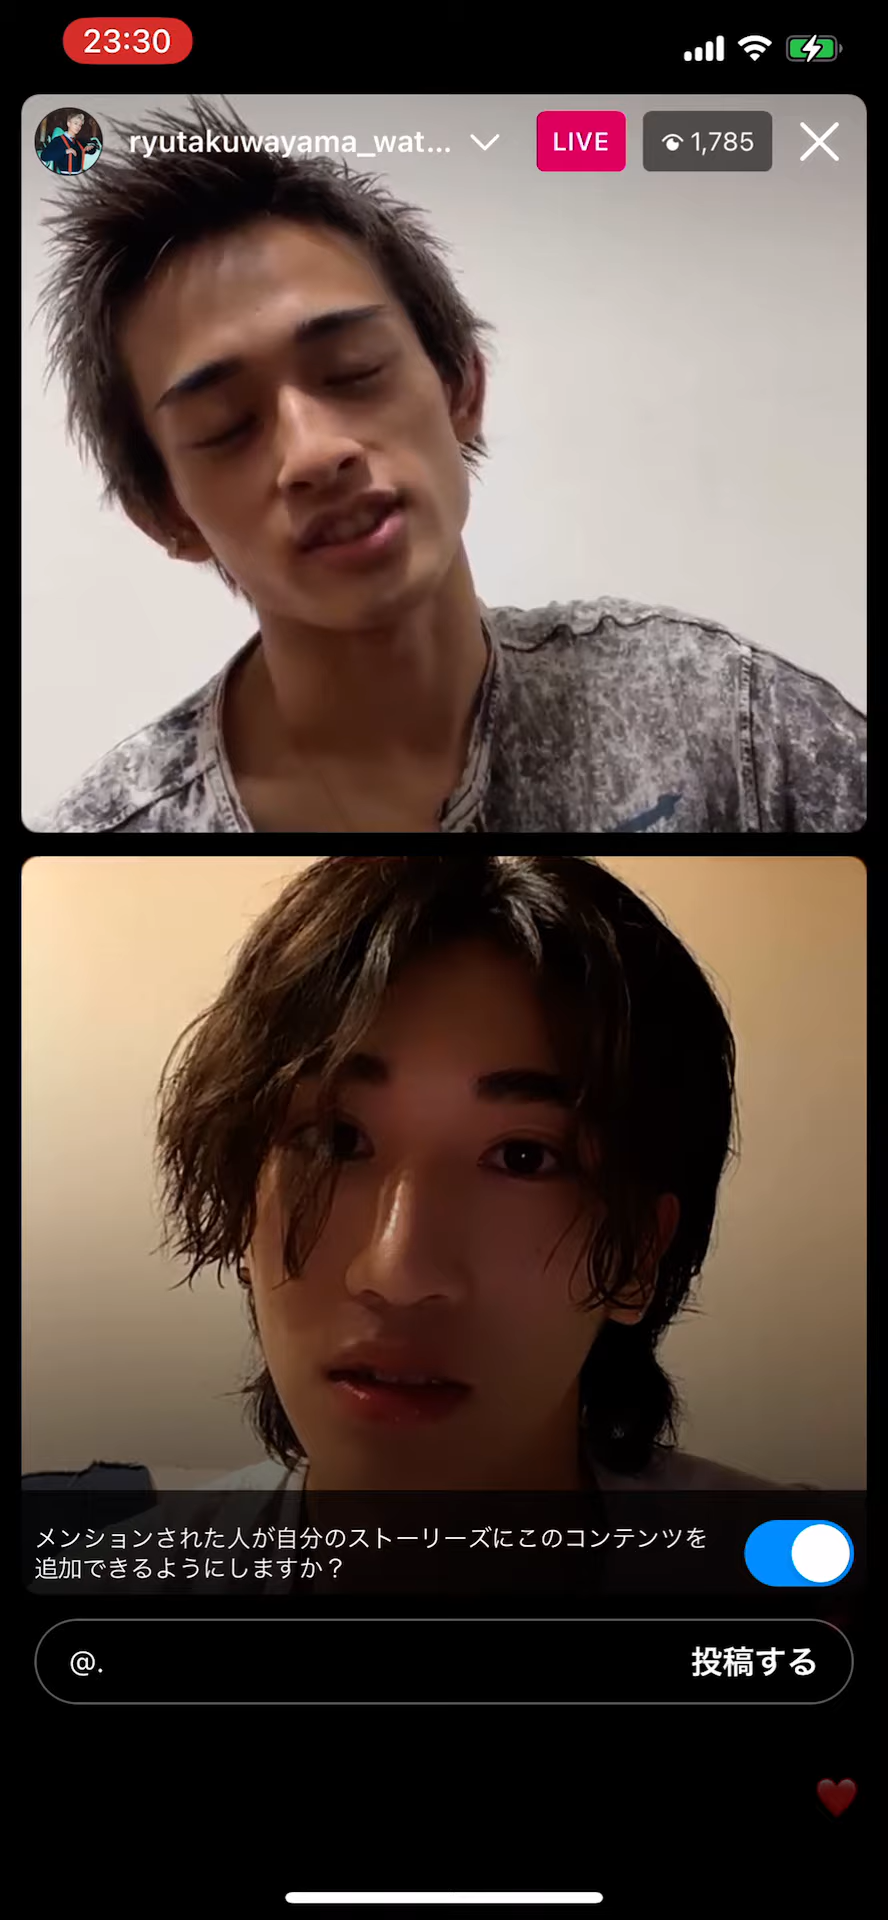 23:30
ryutakuwayama_wat...
LIVE
1,785
メンションされた人が自分のストーリーズにこのコンテンツを
追加できるようにしますか？
@.
投稿する